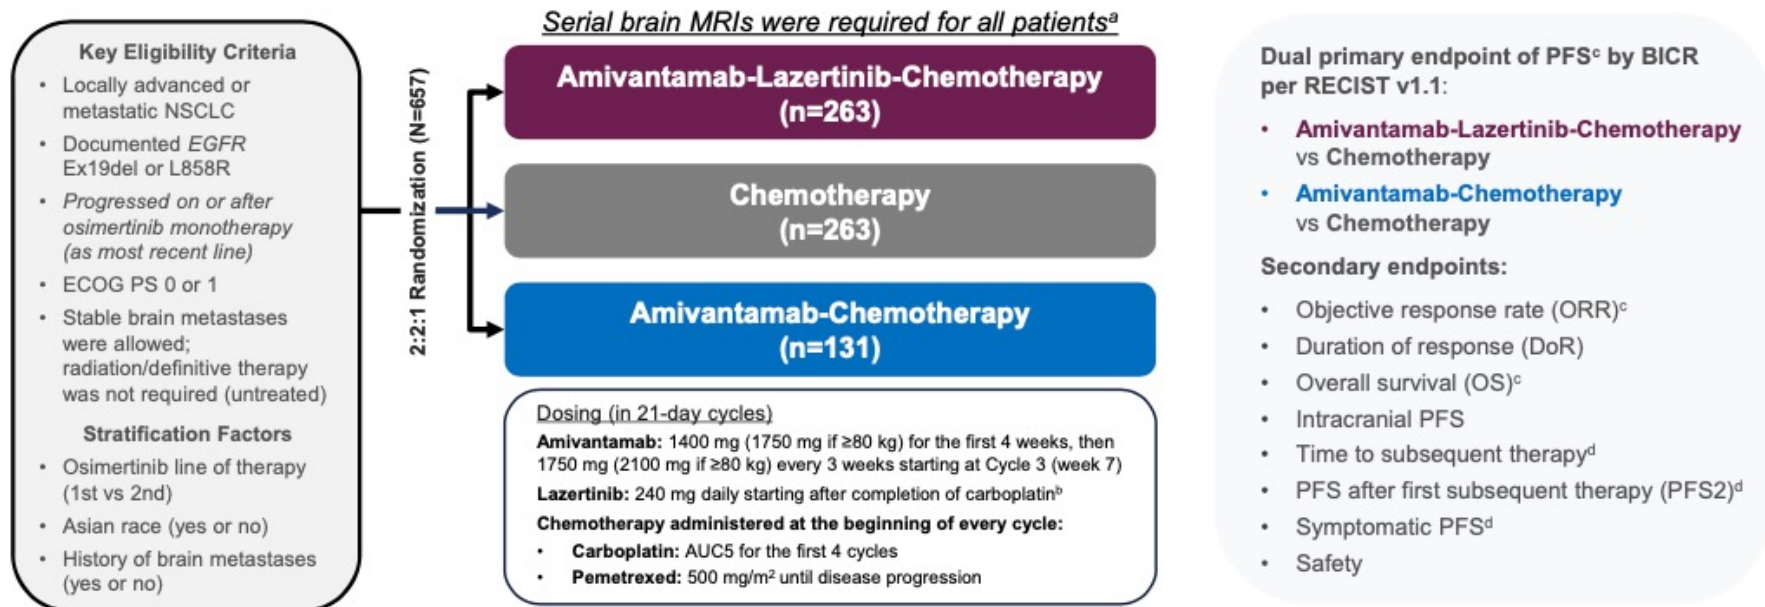 Serial brain MRIs were required for all patientsᵃ
Key Eligibility Criteria
• Locally advanced or
metastatic NSCLC
• Documented EGFR
Ex19del or L858R
• Progressed on or after
osimertinib monotherapy
(as most recent line)
• ECOG PS 0 or 1
• Stable brain metastases
were allowed;
radiation/definitive therapy
was not required (untreated)
Stratification Factors
• Osimertinib line of therapy
(1st vs 2nd)
• Asian race (yes or no)
• History of brain metastases
(yes or no)
2:2:1 Randomization (N=657)
Amivantamab-Lazertinib-Chemotherapy
(n=263)
Chemotherapy
(n=263)
Amivantamab-Chemotherapy
(n=131)
Dosing (in 21-day cycles)
Amivantamab: 1400 mg (1750 mg if ≥80 kg) for the first 4 weeks, then
1750 mg (2100 mg if ≥80 kg) every 3 weeks starting at Cycle 3 (week 7)
Lazertinib: 240 mg daily starting after completion of carboplatinᵇ
Chemotherapy administered at the beginning of every cycle:
• Carboplatin: AUC5 for the first 4 cycles
• Pemetrexed: 500 mg/m² until disease progression
Dual primary endpoint of PFSᶜ by BICR
per RECIST v1.1:
• Amivantamab-Lazertinib-Chemotherapy
vs Chemotherapy
• Amivantamab-Chemotherapy
vs Chemotherapy
Secondary endpoints:
• Objective response rate (ORR)ᶜ
• Duration of response (DoR)
• Overall survival (OS)ᶜ
• Intracranial PFS
• Time to subsequent therapyᵈ
• PFS after first subsequent therapy (PFS2)ᵈ
• Symptomatic PFSᵈ
• Safety